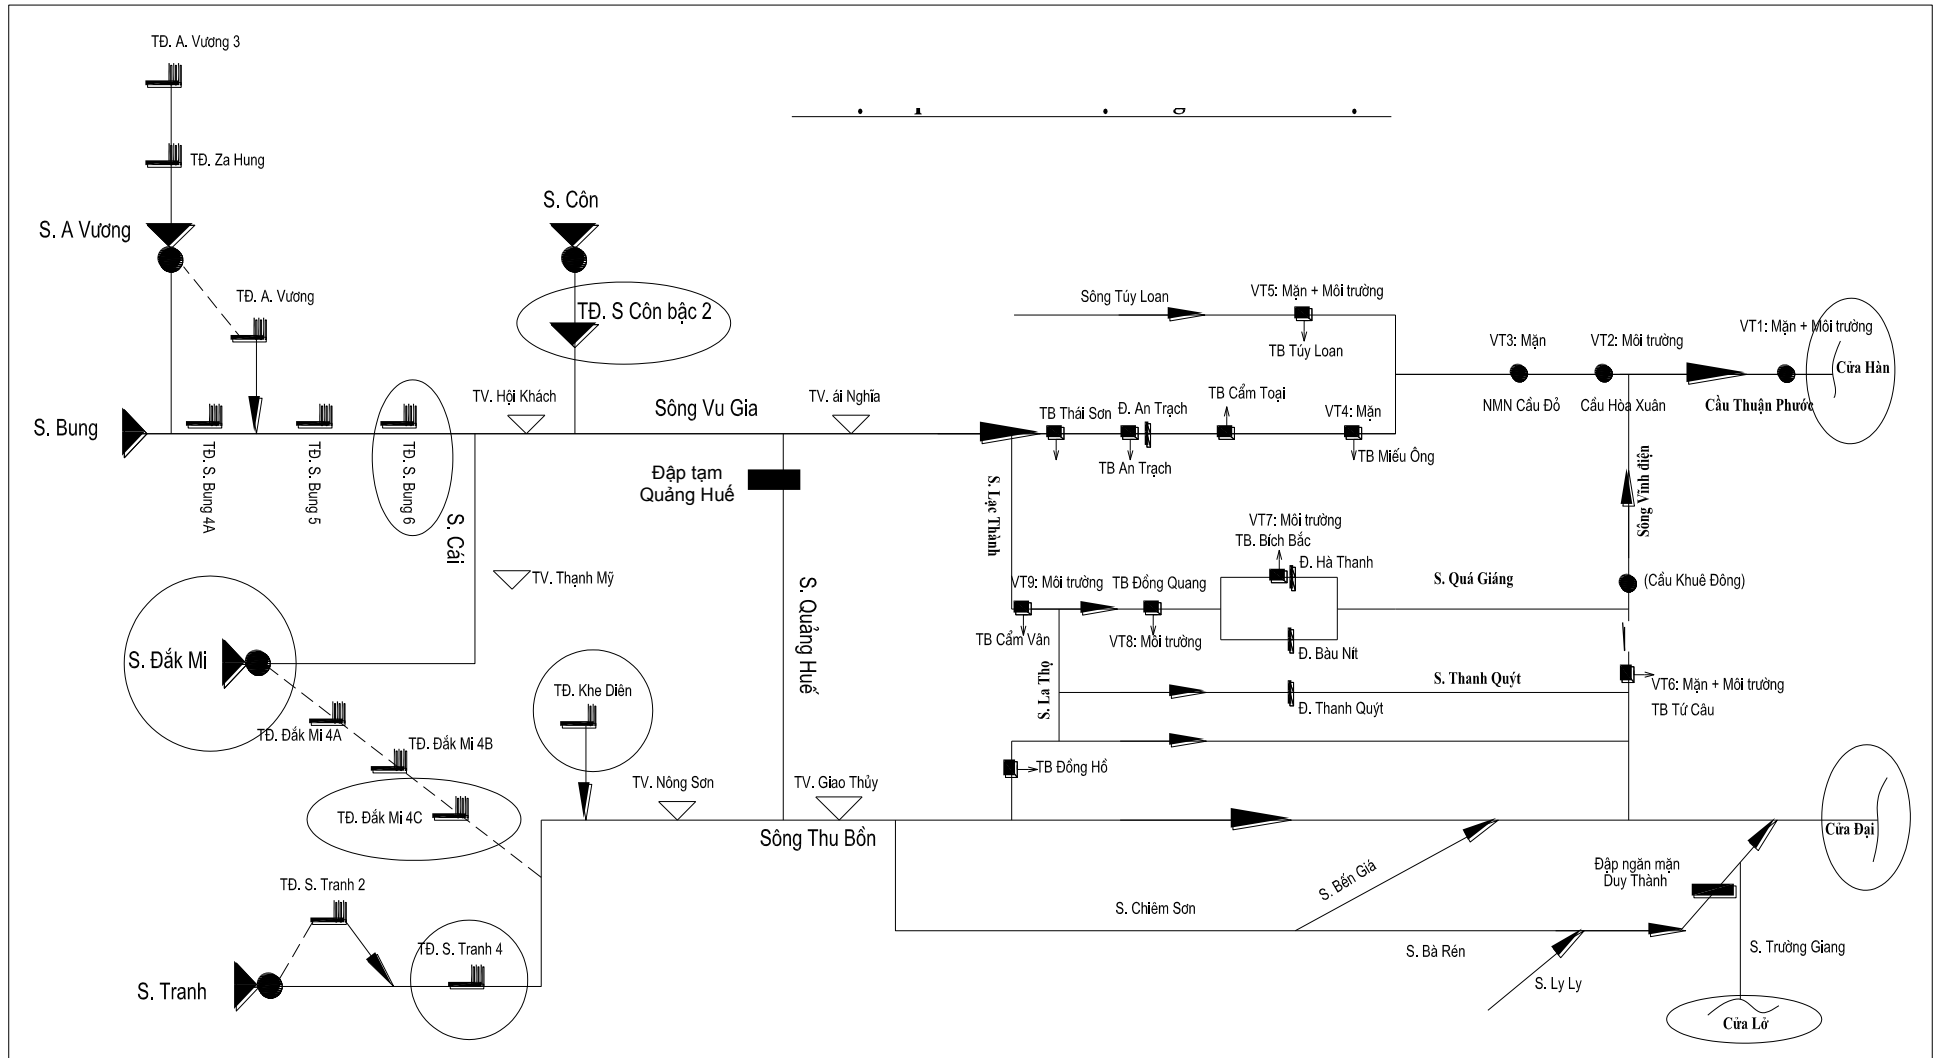 TĐ. A. Vương 3
TĐ. Za Hung
S. Côn
S. A Vương
TĐ. A. Vương
TĐ. S Côn bậc 2
Sông Túy Loan
VT5: Mặn + Môi trường
TB Túy Loan
VT3: Mặn
VT2: Môi trường
VT1: Mặn + Môi trường
Cửa Hàn
NMN Cầu Đỏ
Cầu Hòa Xuân
Cầu Thuận Phước
S. Bung
TV. Hội Khách
Sông Vu Gia
TV. ái Nghĩa
TB Thái Sơn
Đ. An Trạch
TB Cẩm Toại
VT4: Mặn
TB An Trạch
TB Miếu Ông
TĐ. S. Bung 4A
TĐ. S. Bung 5
TĐ. S. Bung 6
S. Cái
Đập tạm
Quảng Huế
S. Lạc Thành
Sông Vĩnh điện
VT7: Môi trường
TB. Bích Bắc
Đ. Hà Thanh
TV. Thạnh Mỹ
S. Quảng Huế
VT9: Môi trường
TB Đồng Quang
S. Quá Giáng
(Cầu Khuê Đông)
TB Cẩm Vân
VT8: Môi trường
Đ. Bàu Nít
S. Đắk Mi
TĐ. Khe Diên
S. La Thọ
S. Thanh Quýt
Đ. Thanh Quýt
VT6: Mặn + Môi trường
TB Tứ Câu
TĐ. Đắk Mi 4A
TĐ. Đắk Mi 4B
TĐ. Đắk Mi 4C
TV. Nông Sơn
TV. Giao Thủy
TB Đồng Hồ
Sông Thu Bồn
Cửa Đại
TĐ. S. Tranh 2
S. Bến Giá
Đập ngăn mặn
Duy Thành
S. Chiêm Sơn
TĐ. S. Tranh 4
S. Bà Rén
S. Trường Giang
S. Tranh
S. Ly Ly
Cửa Lở